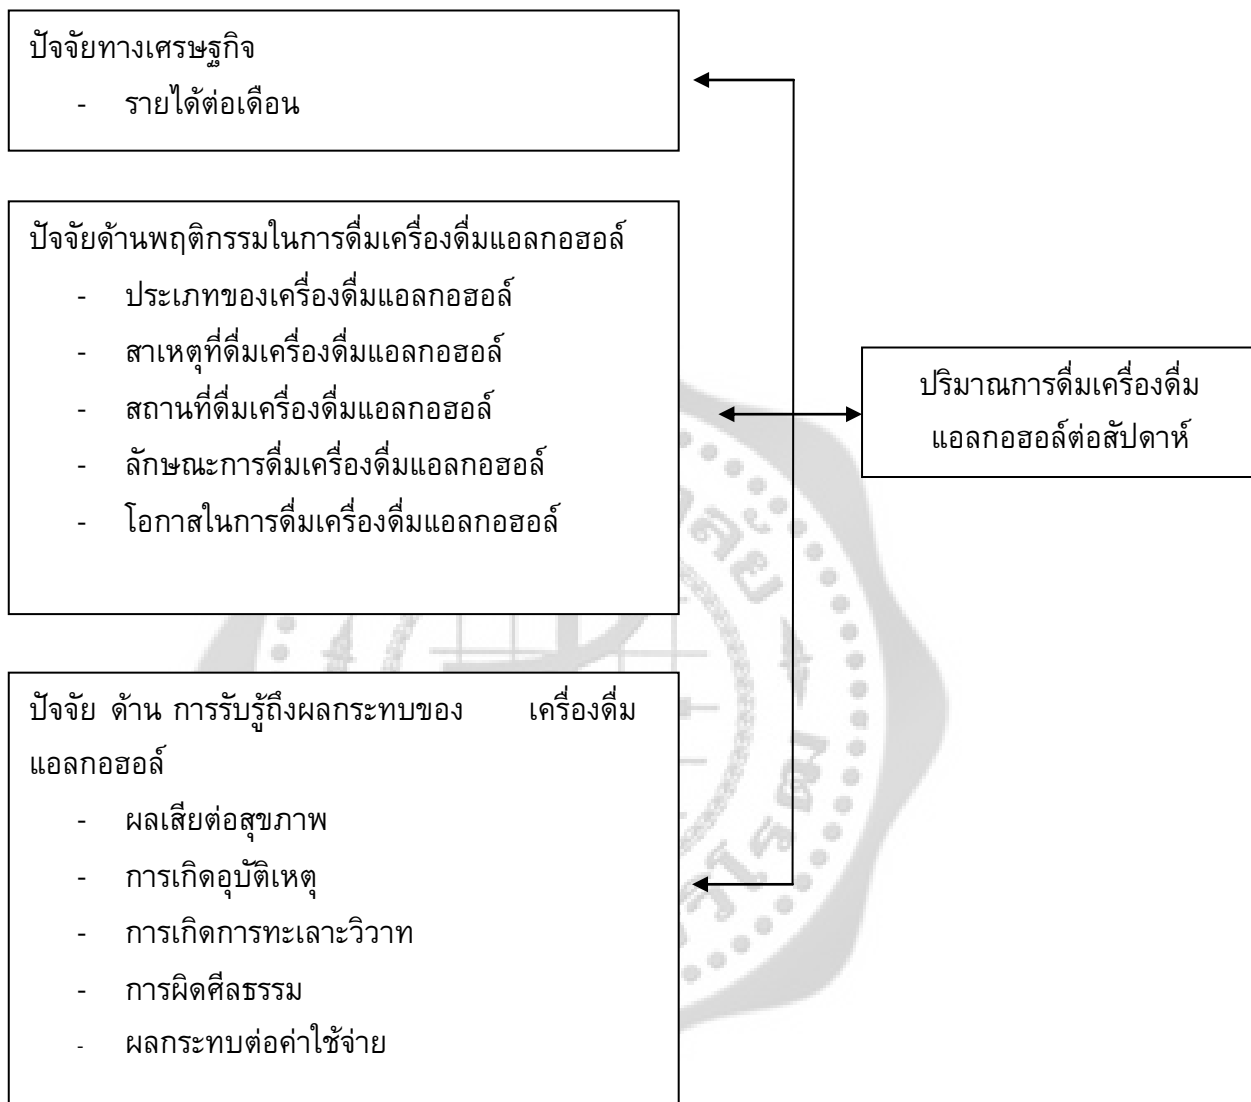 ปัจจัยทางเศรษฐกิจ
- รายได้ต่อเดือน
ปัจจัยด้านพฤติกรรมในการดื่มเครื่องดื่มแอลกอฮอล์
- ประเภทของเครื่องดื่มแอลกอฮอล์
- สาเหตุที่ดื่มเครื่องดื่มแอลกอฮอล์
- สถานที่ดื่มเครื่องดื่มแอลกอฮอล์
- ลักษณะการดื่มเครื่องดื่มแอลกอฮอล์
- โอกาสในการดื่มเครื่องดื่มแอลกอฮอล์
ปัจจัย ด้าน การรับรู้ถึงผลกระทบของ เครื่องดื่ม
แอลกอฮอล์
- ผลเสียต่อสุขภาพ
- การเกิดอุบัติเหตุ
- การเกิดการทะเลาะวิวาท
- การผิดศีลธรรม
- ผลกระทบต่อค่าใช้จ่าย
ปริมาณการดื่มเครื่องดื่ม
แอลกอฮอล์ต่อสัปดาห์